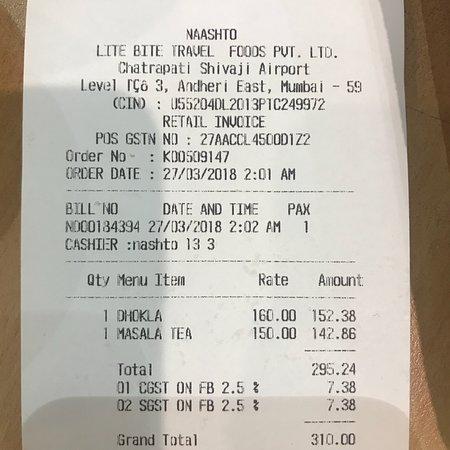 NAASHTO
LITE BITE TRAVEL FOODS PVT. LTD.
Chatrapati Shivaji Airport
Level ΓÇô 3, Andheri East, Mumbai - 59
(CIN) : U55204DL2013PTC249972
RETAIL INVOICE
POS GSTN NO : 27AACCL4500D1Z2
Order No : K00509147
ORDER DATE : 27/03/2018 2:01 AM
BILL NO DATE AND TIME PAX
ND00184394 27/03/2018 2:02 AM 1
CASHIER :nashto 13 3
Qty Menu Item Rate Amount
1 DHOKLA 160.00 152.38
1 MASALA TEA 150.00 142.86
Total 295.24
01 CGST ON FB 2.5 % 7.38
02 SGST ON FB 2.5 % 7.38
Grand Total 310.00